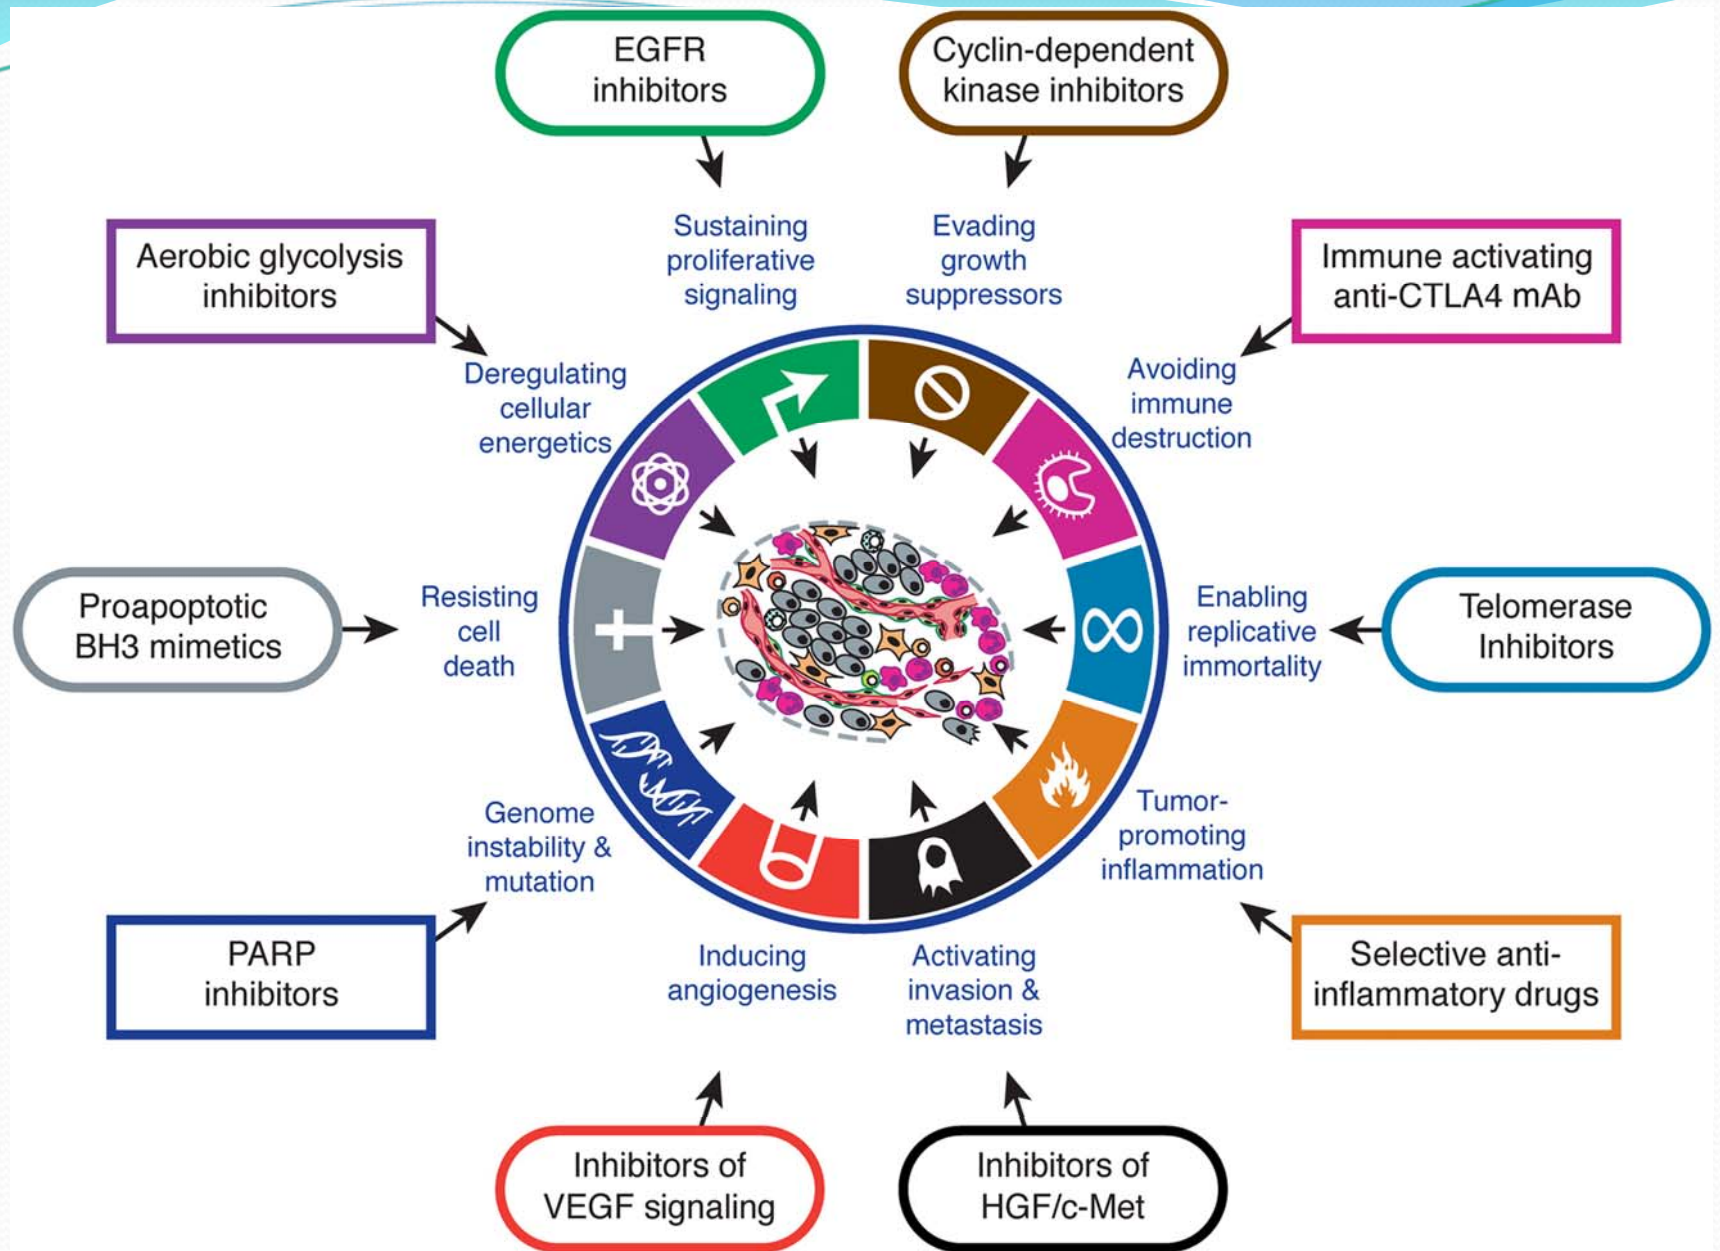 EGFR
inhibitors
Cyclin-dependent
kinase inhibitors
Sustaining
proliferative
signaling
Evading
growth
suppressors
Aerobic glycolysis
inhibitors
Immune activating
anti-CTLA4 mAb
Deregulating
cellular
energetics
Avoiding
immune
destruction
Proapoptotic
BH3 mimetics
Resisting
cell
death
Enabling
replicative
immortality
Telomerase
Inhibitors
Genome
instability &
mutation
Tumor-
promoting
inflammation
PARP
inhibitors
Inducing
angiogenesis
Activating
invasion &
metastasis
Selective anti-
inflammatory drugs
Inhibitors of
VEGF signaling
Inhibitors of
HGF/c-Met